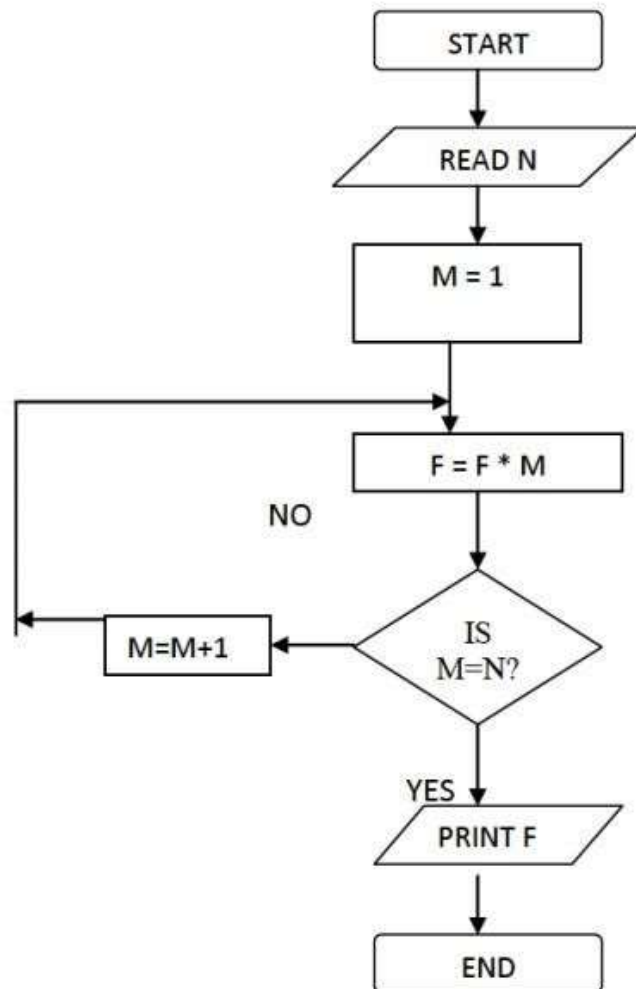 START
READ N
M = 1
F = F * M
NO
IS
M=N?
M=M+1
YES
PRINT F
END